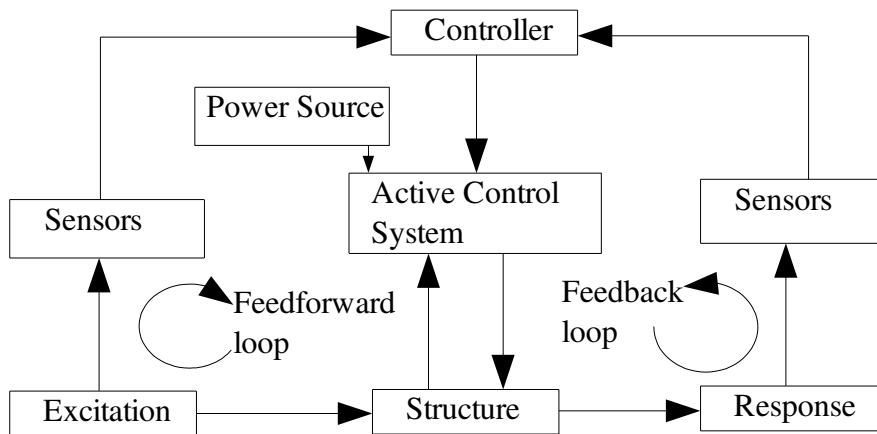 Controller
Power Source
Active Control
System
Sensors
Sensors
Feedforward
loop
Feedback
loop
Excitation
Structure
Response